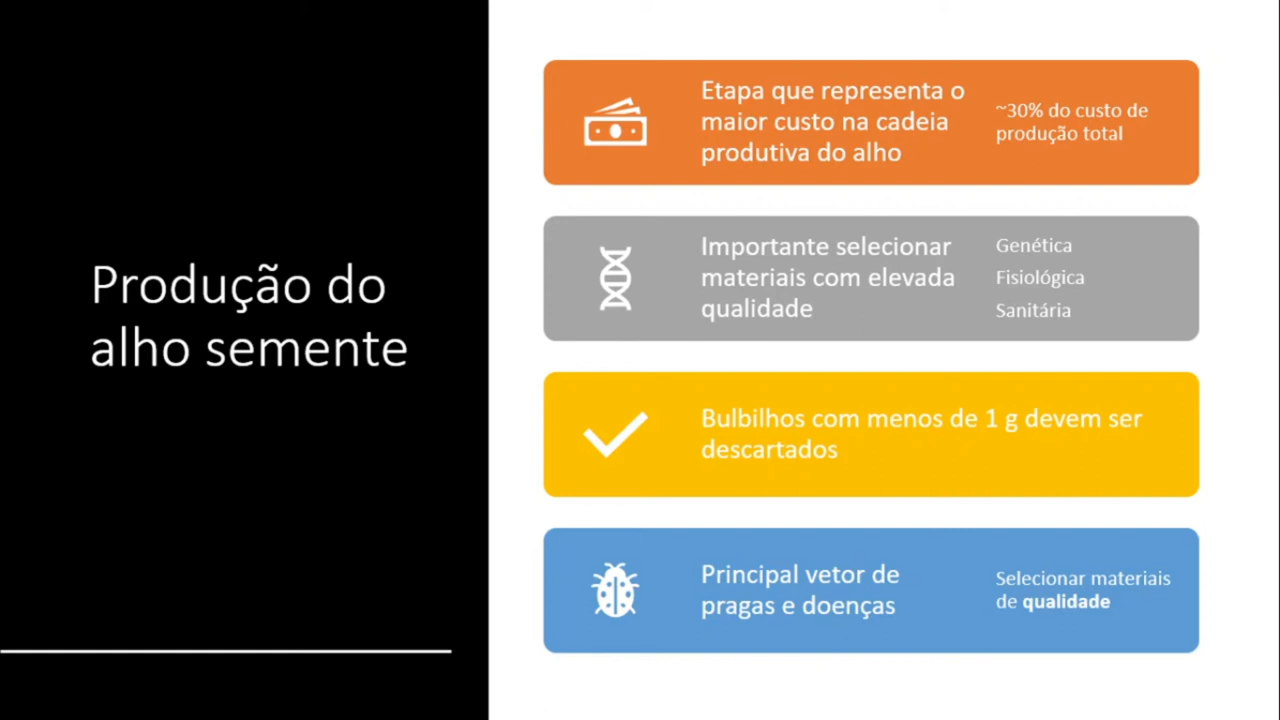 Produção do
alho semente
Etapa que representa o
maior custo na cadeia
produtiva do alho
~30% do custo de
produção total
Importante selecionar
materiais com elevada
qualidade
Genética
Fisiológica
Sanitária
Bulbilhos com menos de 1 g devem ser
descartados
Principal vetor de
pragas e doenças
Selecionar materiais
de qualidade